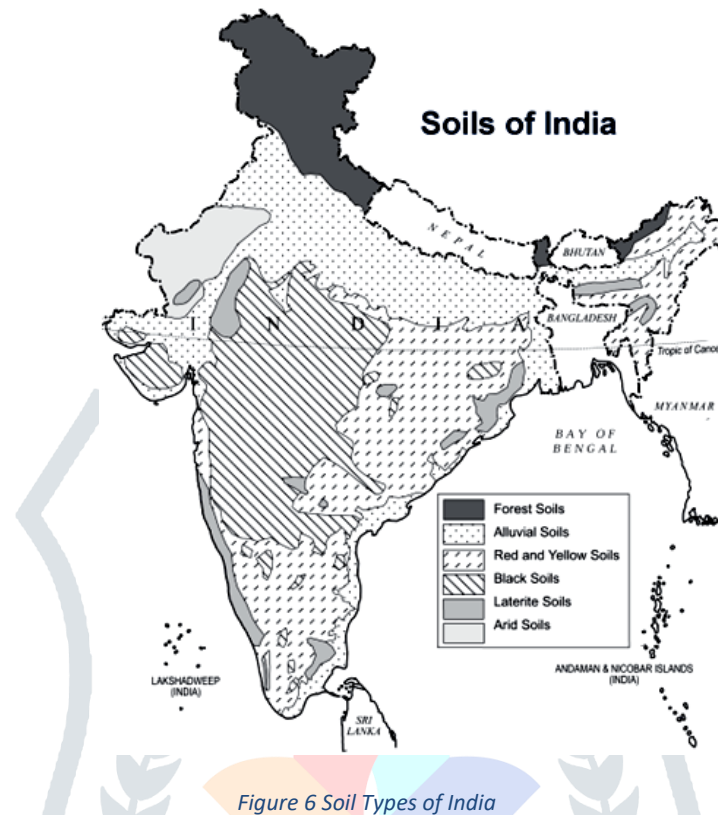 Soils of India
NEPAL
BHUTAN
INDIA
BANGLADESH
Tropic of Canc
MYANMAR
BAY OF
BENGAL
Forest Soils
Alluvial Soils
Red and Yellow Soils
Black Soils
Laterite Soils
Arid Soils
LAKSHADWEEP
(INDIA)
ANDAMAN & NICOBAR ISLANDS
(INDIA)
SRI
LANKA
Figure 6 Soil Types of India